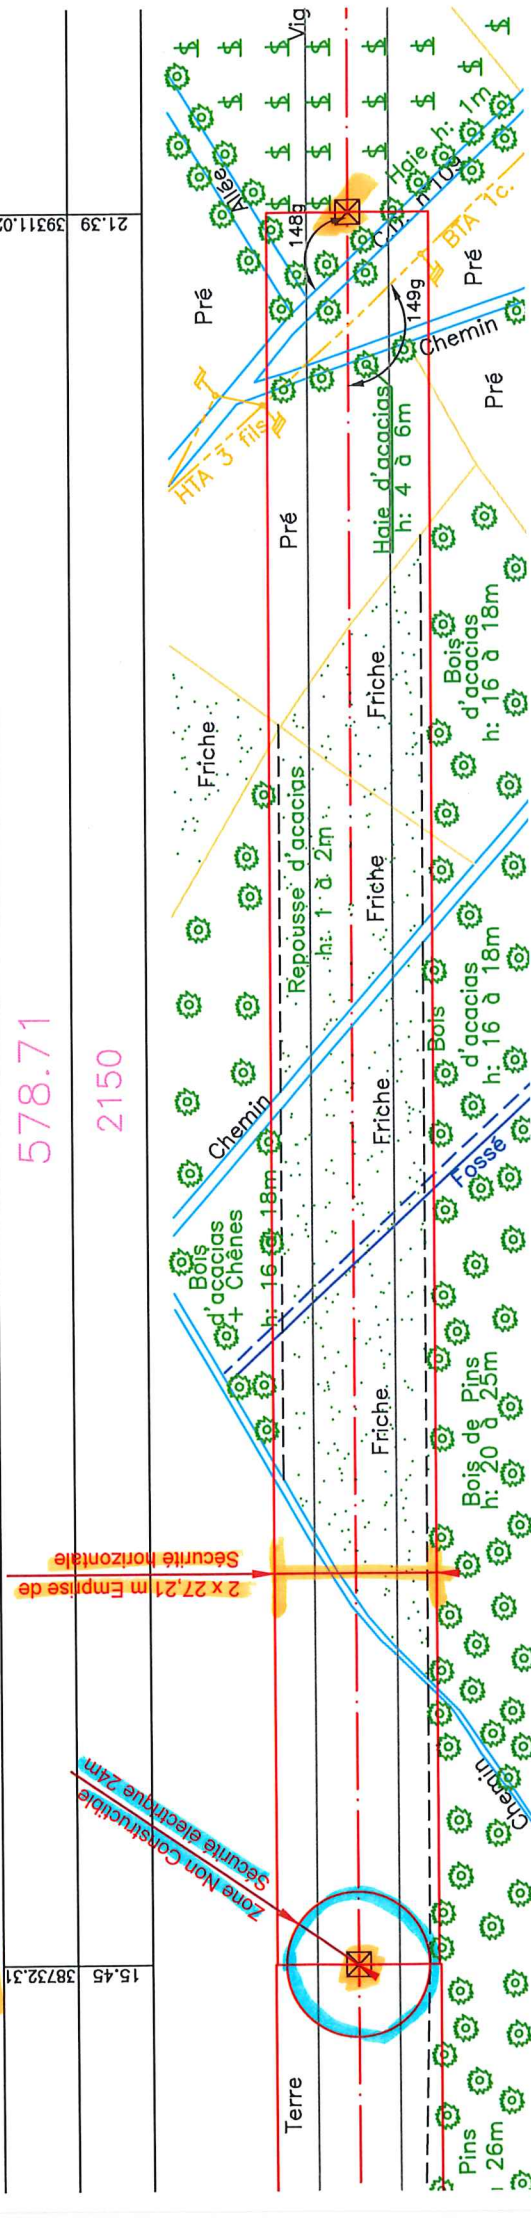 39311.02
21.39
578.71
2150
38732.31
15.45
Vig
Haie h: 1m
Allée
148g
C.h. n°109
BTA 1c.
Pré
Pré
149g
Chemin
Pré
HTA 3 fils
Pré
Haie d'acacias
h: 4 à 6m
Friche
Friche
Bois
d'acacias
h: 16 à 18m
Repousse d'acacias
h: 1 à 2m
Friche
Bois
d'acacias
h: 16 à 18m
Chemin
Friche
Fossé
Bois
d'acacias
+ Chênes
h: 16 à 18m
Friche
Bois de Pins
h: 20 à 25m
2 x 27,21 m Emprise de
Sécurité horizontale
Chemin
Zone Non Constructible
Sécurité électrique 24m
Terre
Pins
26m